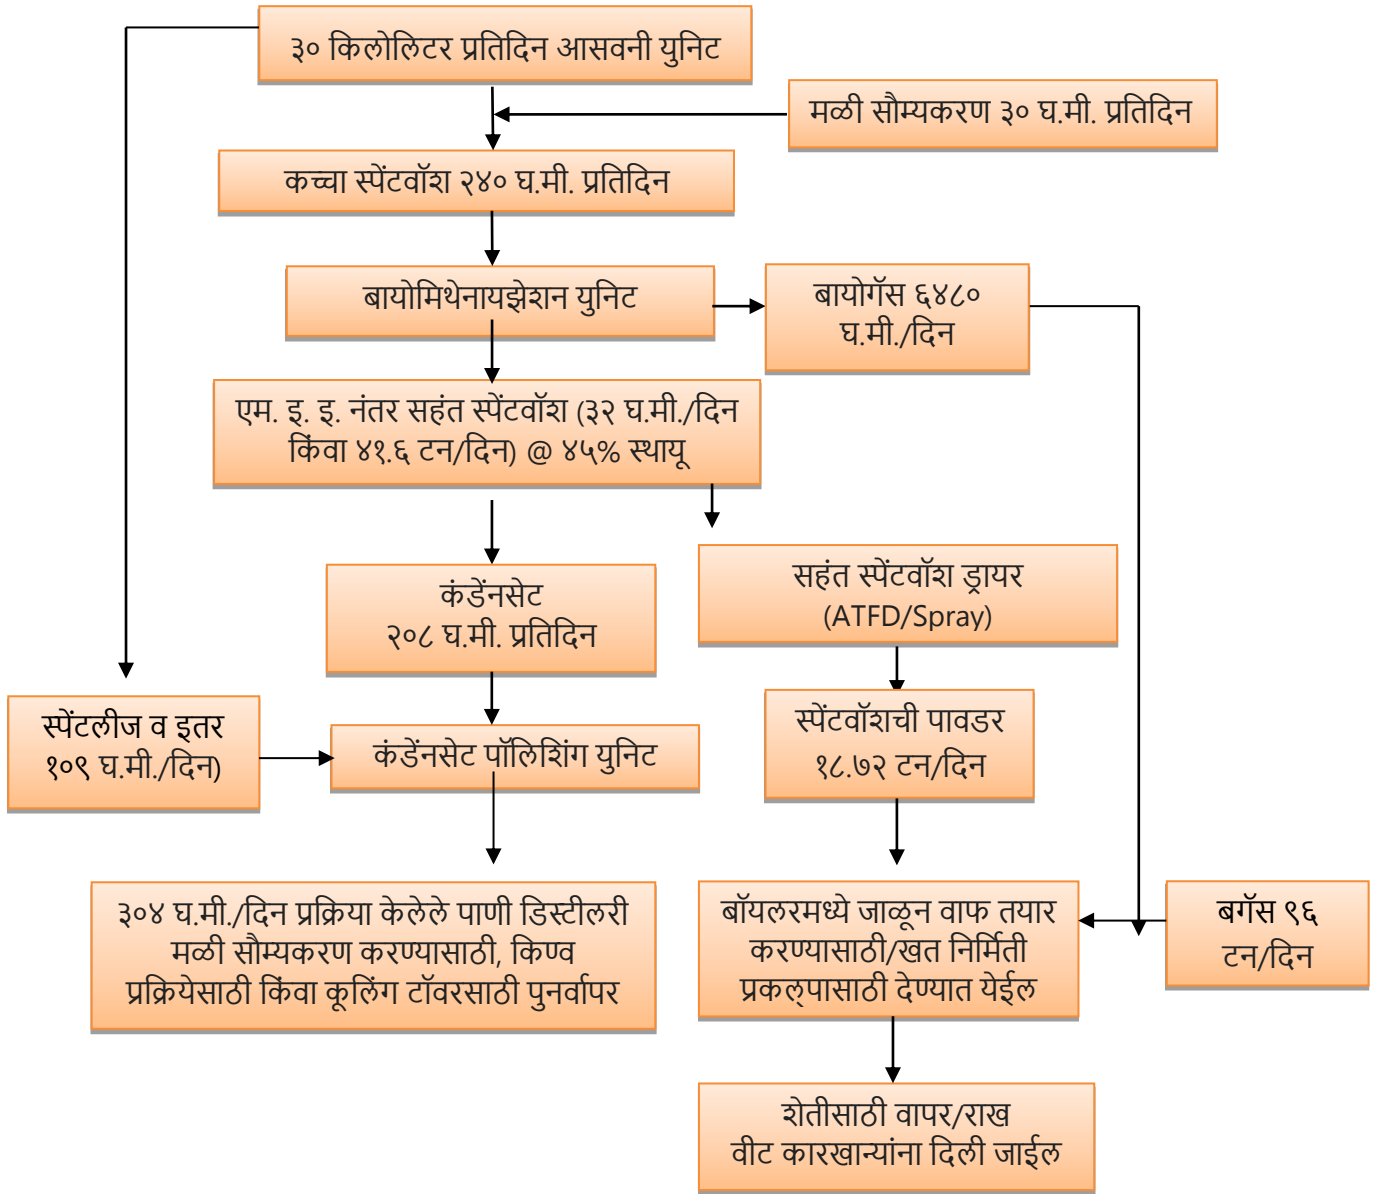 ३० किलोलिटर प्रतिदिन आसवनी युनिट
मळी सौम्यकरण ३० घ.मी. प्रतिदिन
कच्चा स्पेंटवॉश २४० घ.मी. प्रतिदिन
बायोमिथेनायझेशन युनिट
बायोगॅस ६४८०
घ.मी./दिन
एम. इ. इ. नंतर सहंत स्पेंटवॉश (३२ घ.मी./दिन
किंवा ४१.६ टन/दिन) @ ४५% स्थायू
कंडेंनसेट
२०८ घ.मी. प्रतिदिन
सहंत स्पेंटवॉश ड्रायर
(ATFD/Spray)
स्पेंटलीज व इतर
१०९ घ.मी./दिन)
कंडेंनसेट पॉलिशिंग युनिट
स्पेंटवॉशची पावडर
१८.७२ टन/दिन
३०४ घ.मी./दिन प्रक्रिया केलेले पाणी डिस्टीलरी
मळी सौम्यकरण करण्यासाठी, किण्व
प्रक्रियेसाठी किंवा कूलिंग टॉवरसाठी पुनर्वापर
बॉयलरमध्ये जाळून वाफ तयार
करण्यासाठी/खत निर्मिती
प्रकल्पासाठी देण्यात येईल
बगॅस ९६
टन/दिन
शेतीसाठी वापर/राख
वीट कारखान्यांना दिली जाईल